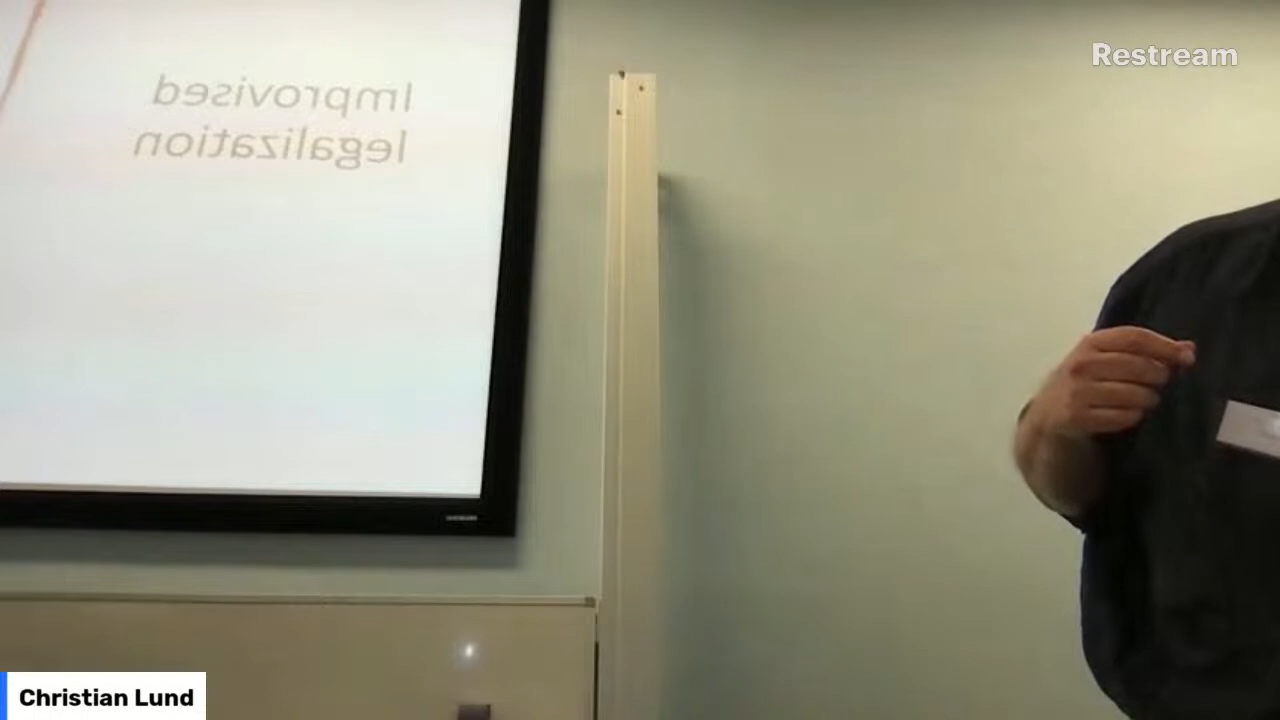 Restream
Improvised
legalization
Christian Lund